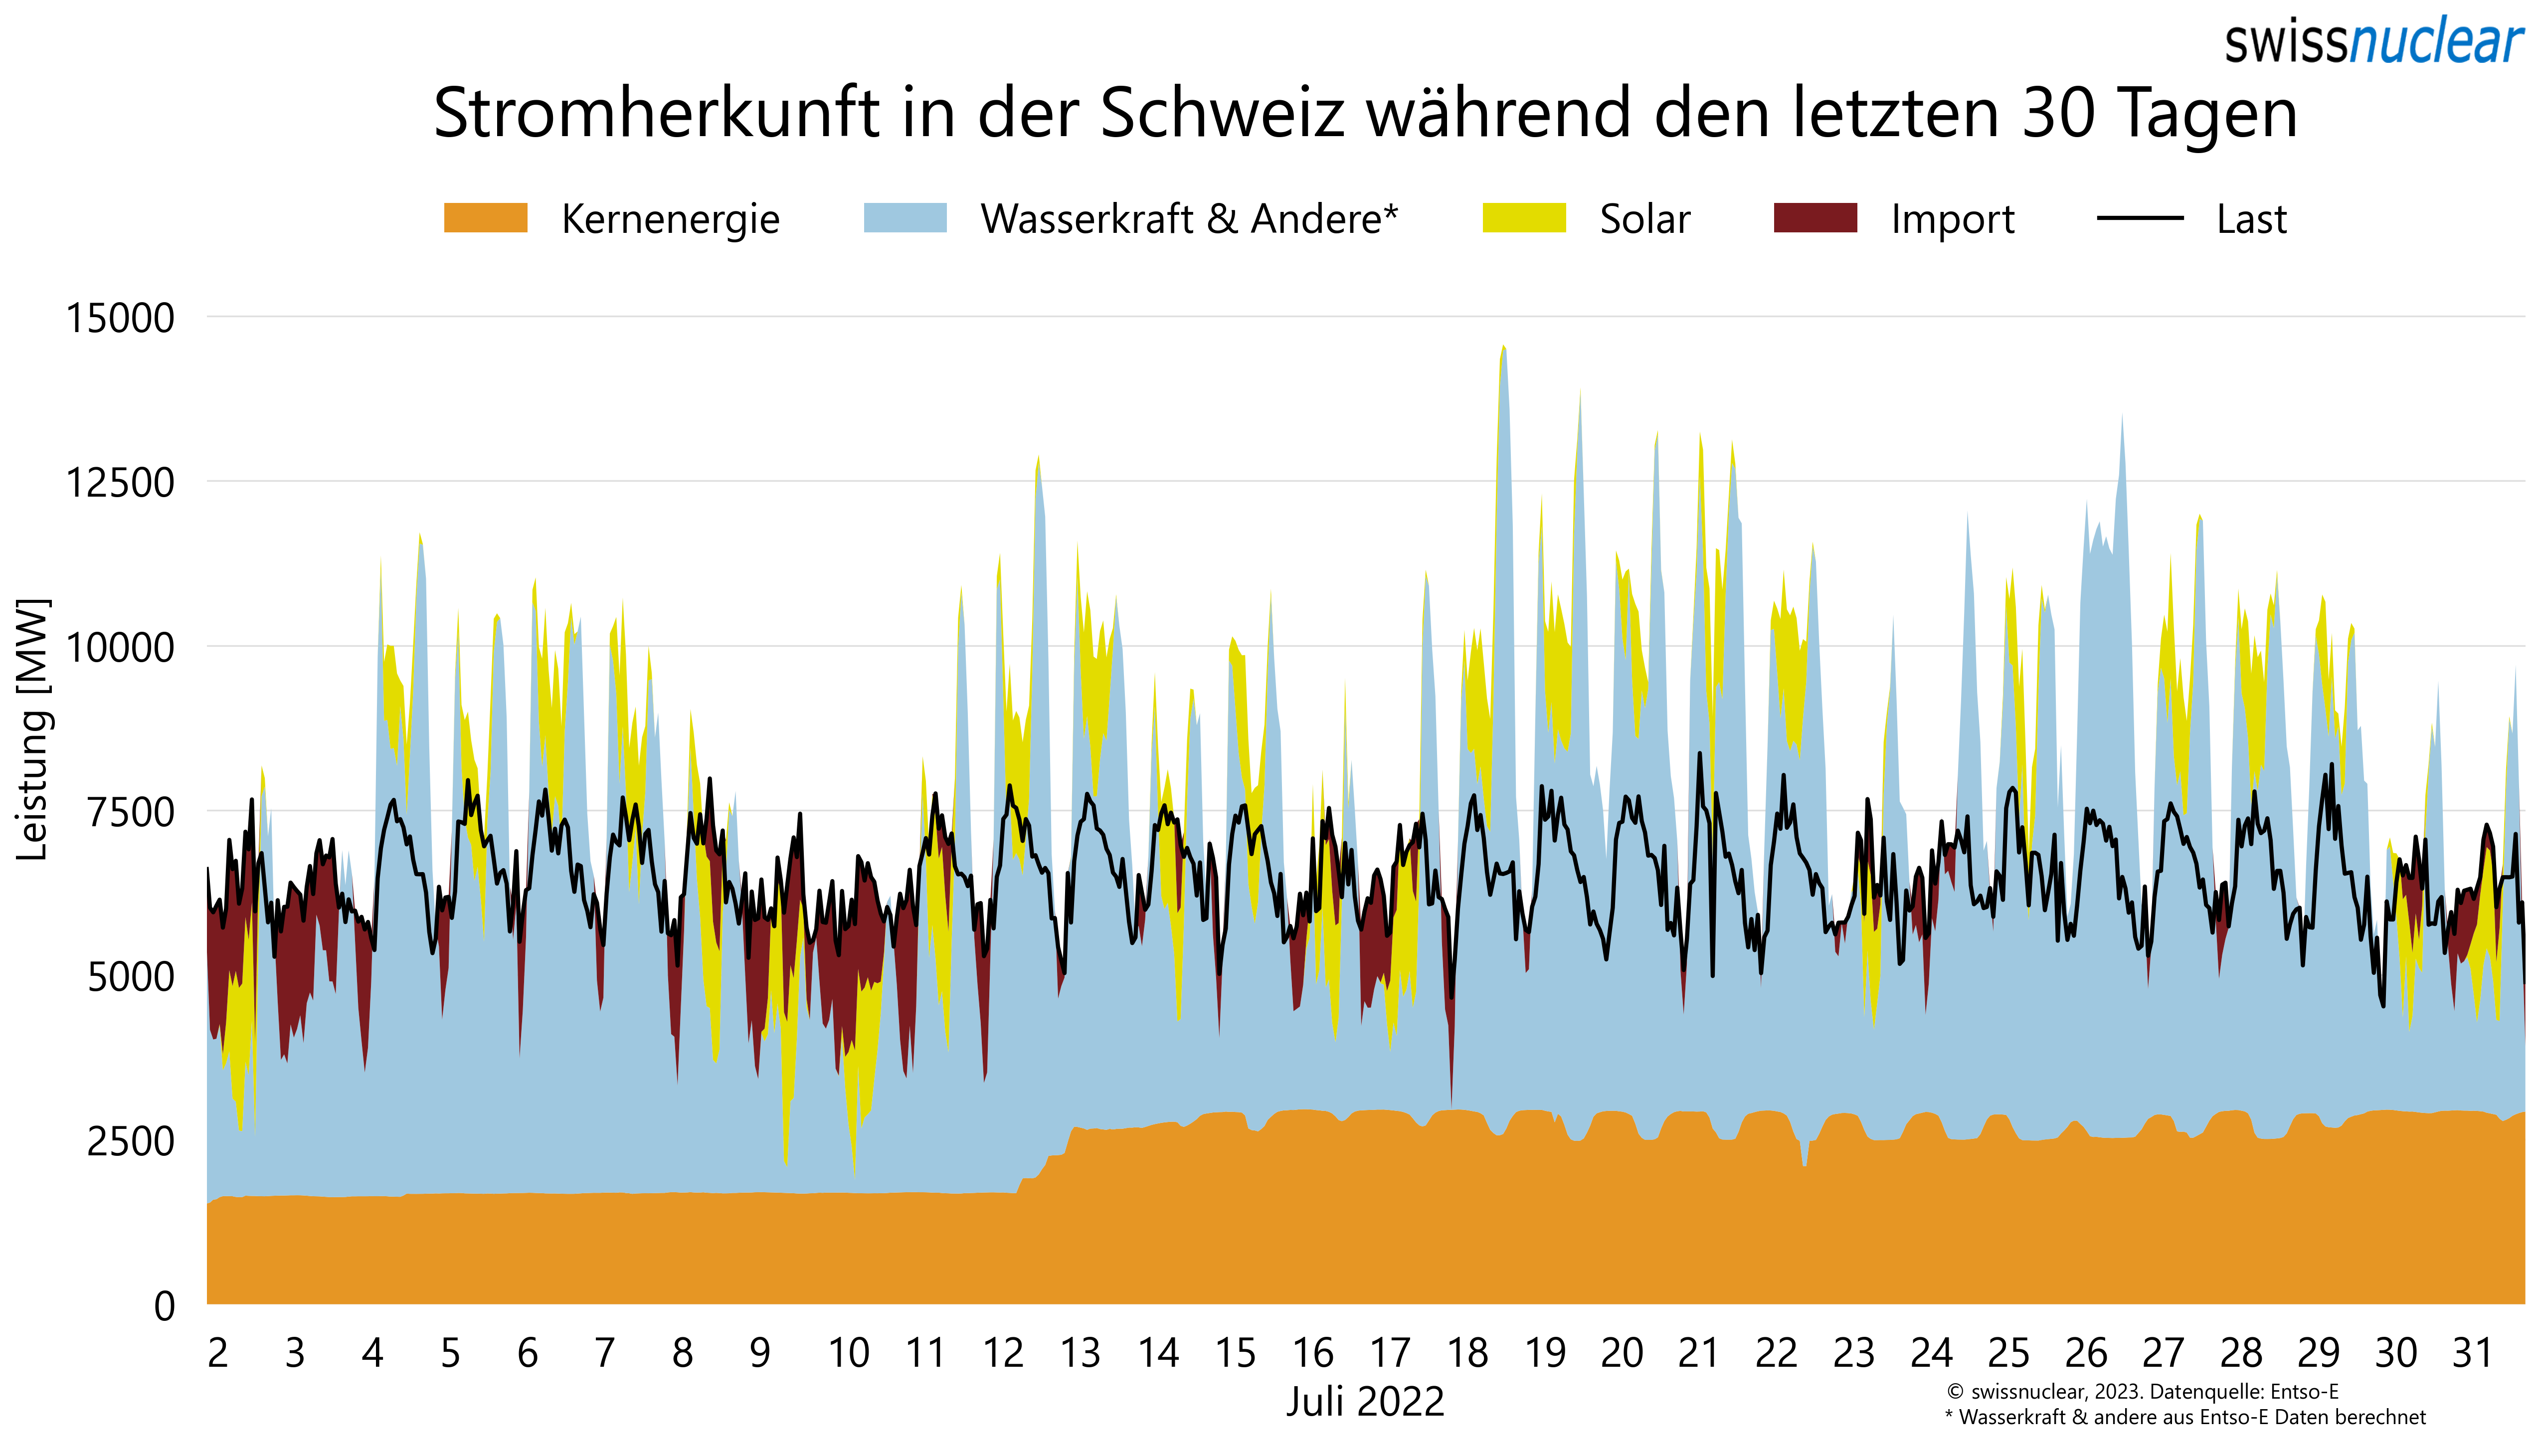 swissnuclear
Stromherkunft in der Schweiz während den letzten 30 Tagen
Kernenergie Wasserkraft & Andere* Solar Import Last
15000
12500
10000
7500
5000
2500
0
Leistung [MW]
2 3 4 5 6 7 8 9 10 11 12 13 14 15 16 17 18 19 20 21 22 23 24 25 26 27 28 29 30 31
Juli 2022
© swissnuclear, 2023. Datenquelle: Entso-E
* Wasserkraft & andere aus Entso-E Daten berechnet